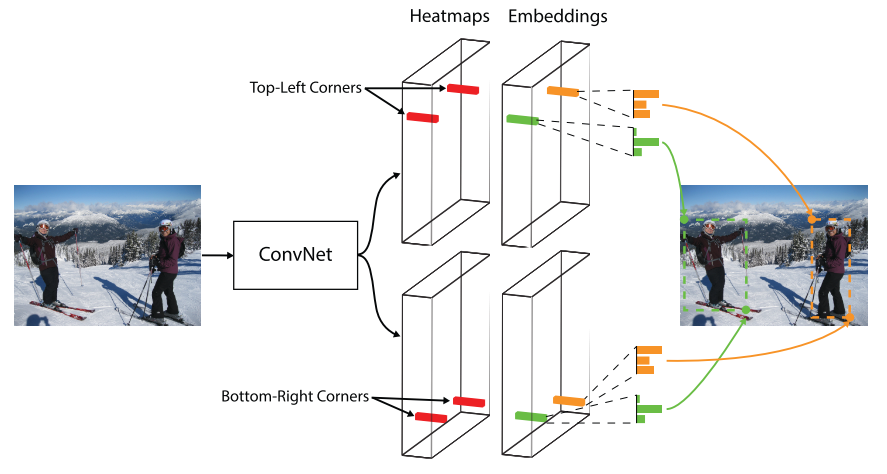 Heatmaps
Embeddings
Top-Left Corners
ConvNet
Bottom-Right Corners